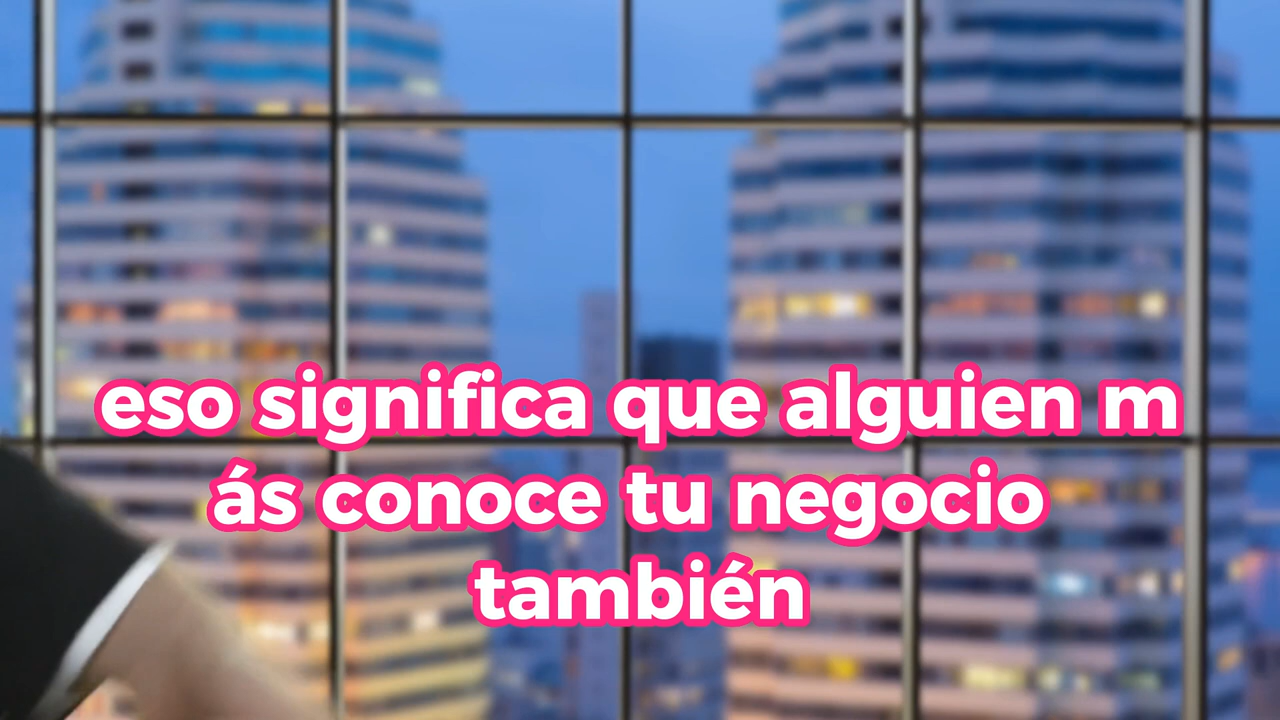 eso significa que alguien m
ás conoce tu negocio
también